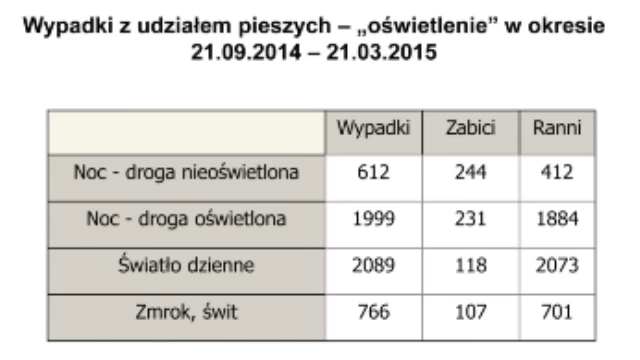 Wypadki z udziałem pieszych – „oświetlenie” w okresie
21.09.2014 – 21.03.2015
Wypadki Zabici Ranni
Noc - droga nieoświetlona 612 244 412
Noc - droga oświetlona 1999 231 1884
Światło dzienne 2089 118 2073
Zmrok, świt 766 107 701